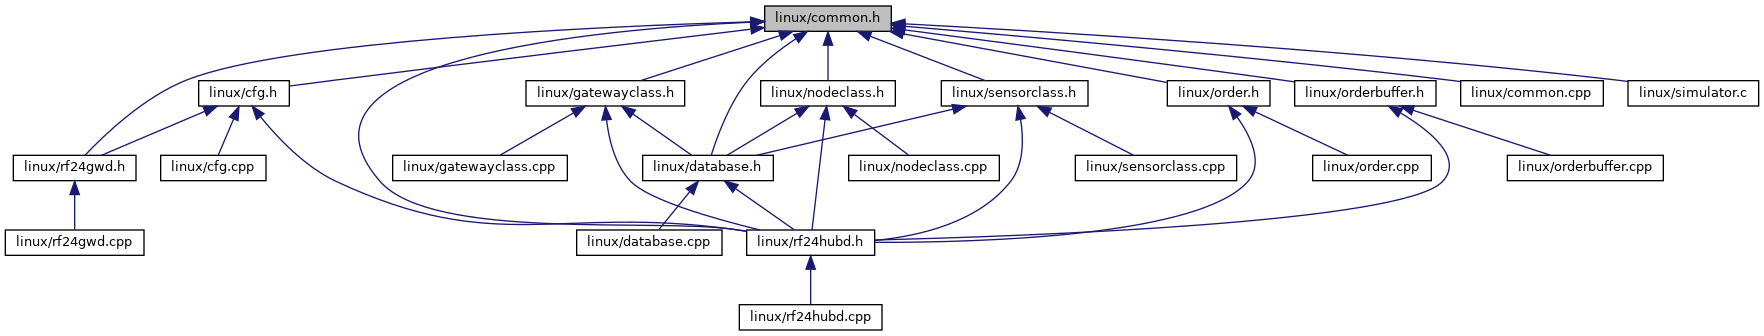 linux/common.h
linux/cfg.h
linux/gatewayclass.h
linux/nodeclass.h
linux/sensorclass.h
linux/order.h
linux/orderbuffer.h
linux/common.cpp
linux/simulator.c
linux/rf24gwd.h
linux/cfg.cpp
linux/gatewayclass.cpp
linux/database.h
linux/nodeclass.cpp
linux/sensorclass.cpp
linux/order.cpp
linux/orderbuffer.cpp
linux/rf24gwd.cpp
linux/database.cpp
linux/rf24hubd.h
linux/rf24hubd.cpp